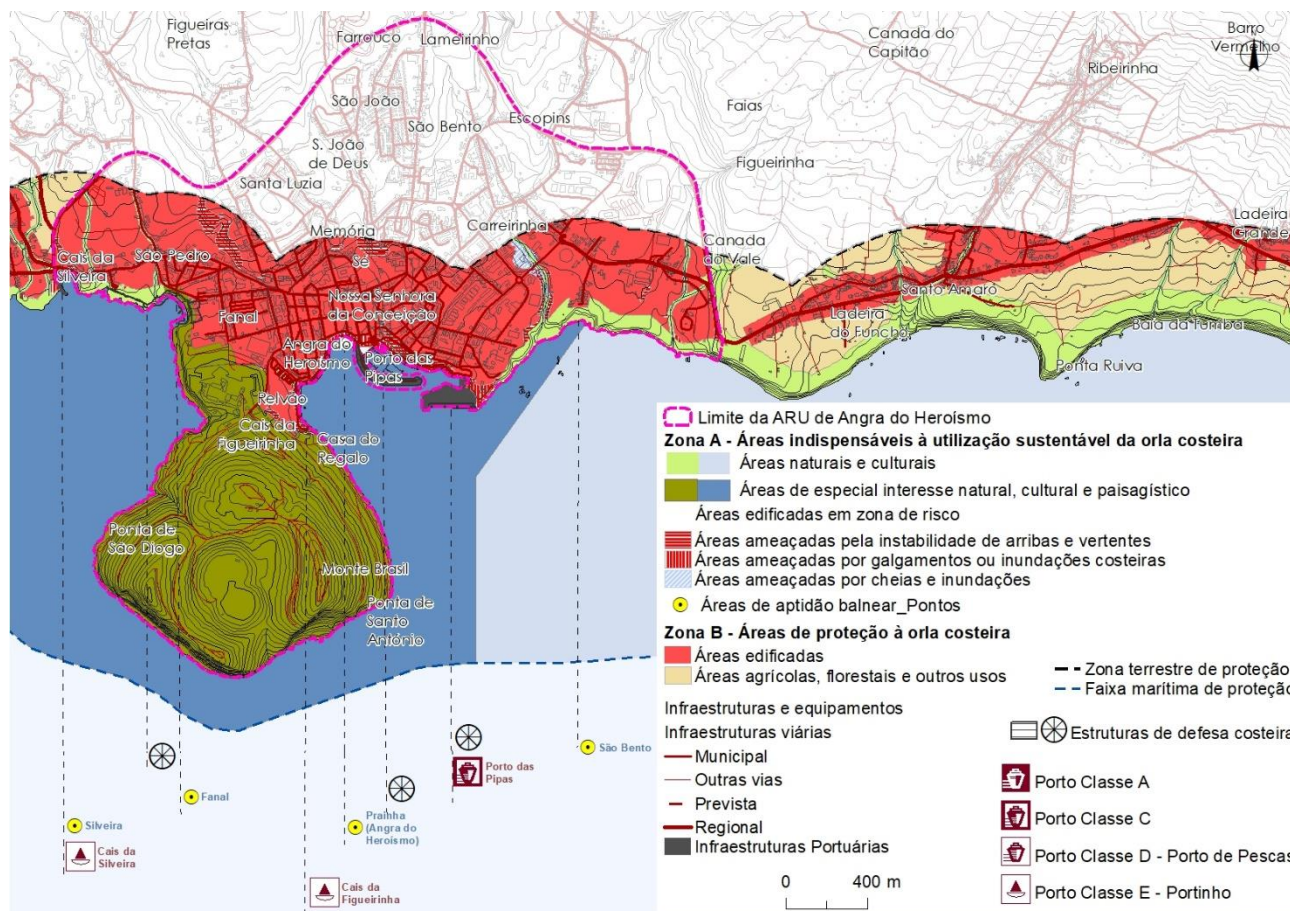 Figueiras
Pretas
Farrouco
Lameirinho
Canada do
Capitão
Barro
Vermelho
Ribeirinha
São João
São Bento
Escopins
Faias
S. João
de Deus
Figueirinha
Santa Luzia
Memória
Carreirinha
Canada
do Vale
Ladeira
Grande
Cais da
Silveira
São Pedro
Sé
Nossa Senhora
da Conceição
Fanal
Santo Amaro
Ladeira
do Funcho
Angra do
Heroísmo
Porto das
Pipas
Ponta Ruiva
Relvão
Cais da
Figueirinha
Casa do
Regalo
Ponta de
São Diogo
Monte Brasil
Ponta de
Santo
António
Limite da ARU de Angra do Heroísmo
Zona A - Áreas indispensáveis à utilização sustentável da orla costeira
Áreas naturais e culturais
Áreas de especial interesse natural, cultural e paisagístico
Áreas edificadas em zona de risco
Áreas ameaçadas pela instabilidade de arribas e vertentes
Áreas ameaçadas por galgamentos ou inundações costeiras
Áreas ameaçadas por cheias e inundações
Áreas de aptidão balnear_Pontos
Zona B - Áreas de proteção à orla costeira
Áreas edificadas
Áreas agrícolas, florestais e outros usos
Zona terrestre de proteção
Faixa marítima de proteção
Infraestruturas e equipamentos
Infraestruturas viárias
Municipal
Outras vias
Prevista
Regional
Infraestruturas Portuárias
0 400 m
Estruturas de defesa costeira
Porto Classe A
Porto Classe C
Porto Classe D - Porto de Pescas
Porto Classe E - Portinho
São Bento
Porto das
Pipas
Fanal
Silveira
Prainha
(Angra do
Heroísmo)
Cais da
Silveira
Cais da
Figueirinha